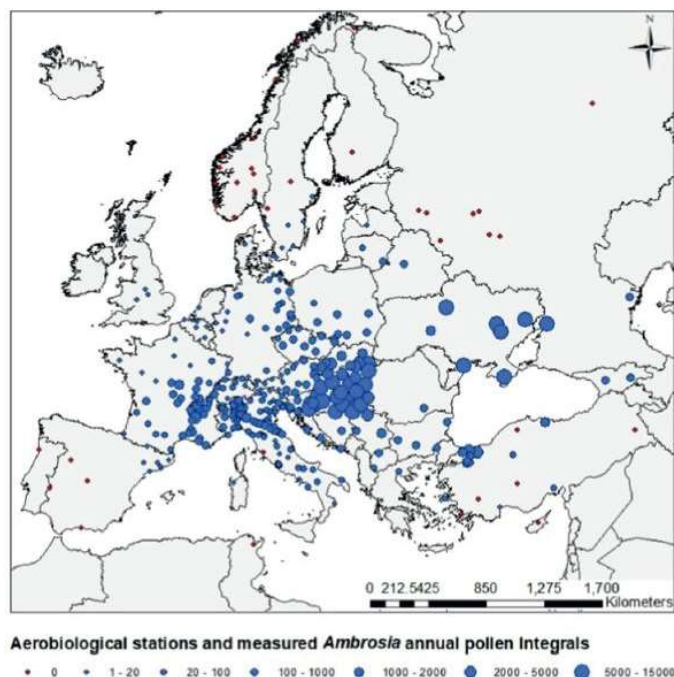 N
0 212.5425 850 1,275 1,700
Kilometers
Aerobiological stations and measured Ambrosia annual pollen Integrals
0 1 - 20 20 - 100 100 - 1000 1000 - 2000 2000 - 5000 5000 - 15000